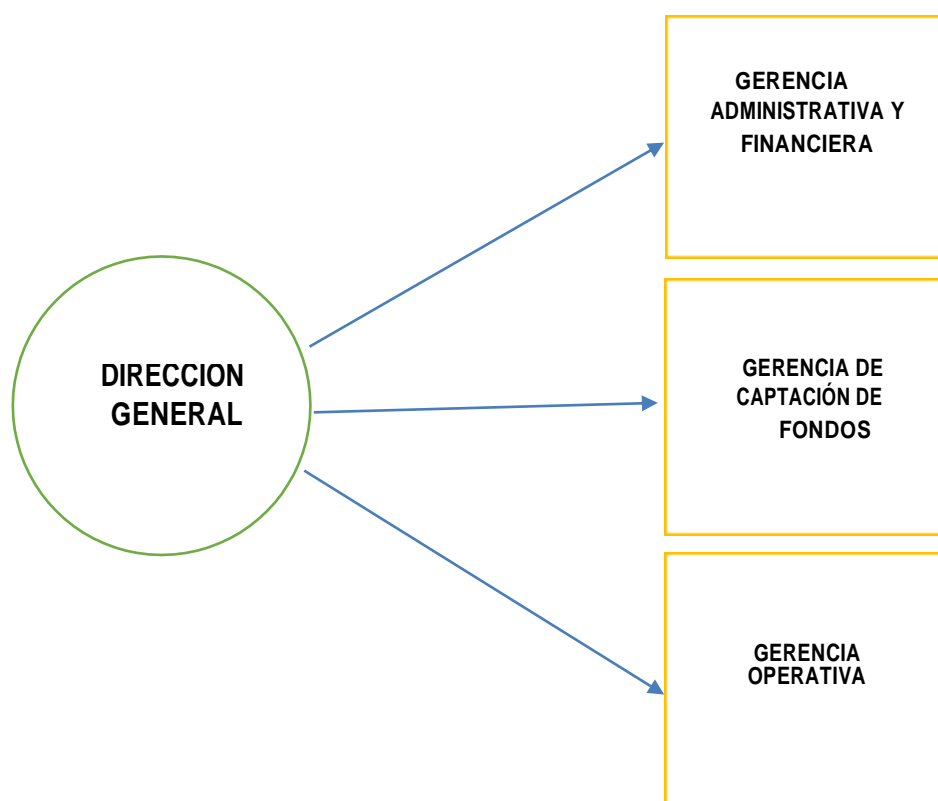 GERENCIA
ADMINISTRATIVA Y
FINANCIERA
DIRECCION
GENERAL
GERENCIA DE
CAPTACIÓN DE
FONDOS
GERENCIA
OPERATIVA